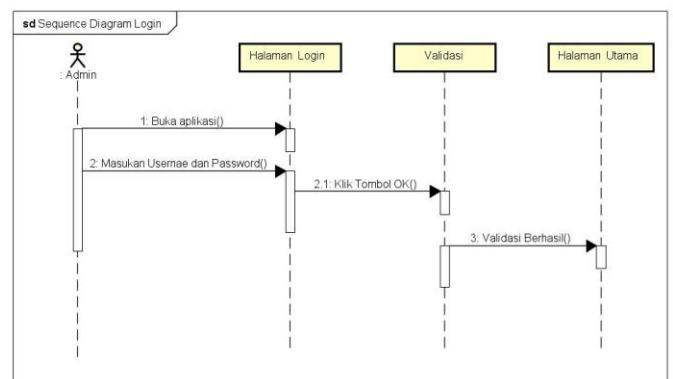 sd Sequence Diagram Login
: Admin
Halaman Login
Validasi
Halaman Utama
1: Buka aplikasi()
2: Masukan Usernae dan Password()
2.1: Klik Tombol OK()
3: Validasi Berhasil()